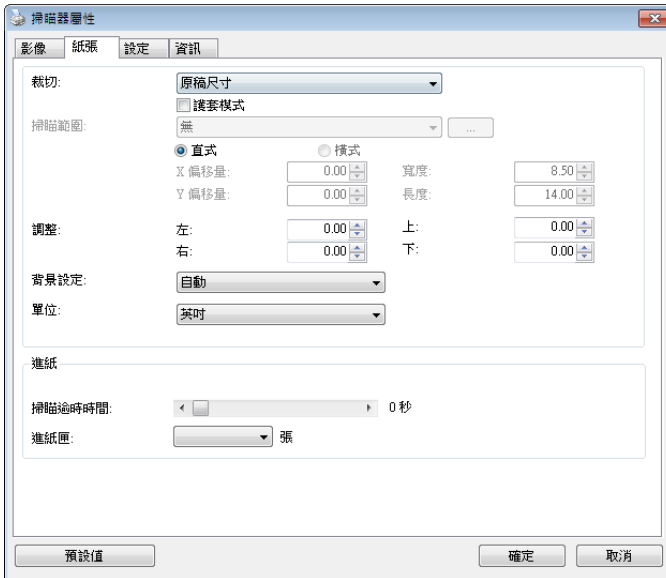 掃瞄器屬性
影像 紙張 設定 資訊
裁切: 原稿尺寸
護套模式
掃瞄範圍: 無 ...
直式 橫式
X 偏移量: 0.00 寬度: 8.50
Y 偏移量: 0.00 長度: 14.00
調整: 左: 0.00 上: 0.00
右: 0.00 下: 0.00
背景設定: 自動
單位: 英吋
進紙
掃瞄逾時時間: 0 秒
進紙匣: 張
預設值 確定 取消